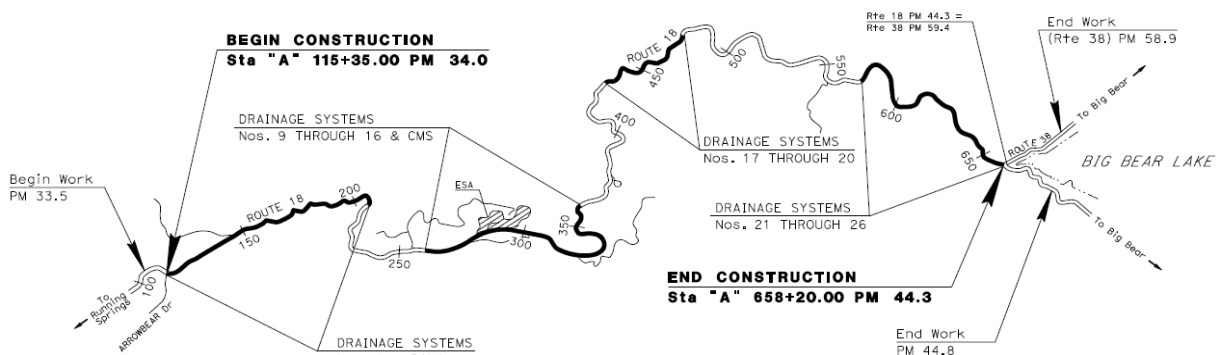 BEGIN CONSTRUCTION
Sta "A" 115+35.00 PM 34.0
Rte 18 PM 44.3 =
Rte 38 PM 59.4
End Work
(Rte 38) PM 58.9
ROUTE 18
450
500
550
To Big Bear
DRAINAGE SYSTEMS
Nos. 9 THROUGH 16 & CMS
400
600
DRAINAGE SYSTEMS
Nos. 17 THROUGH 20
650
ROUTE 38
BIG BEAR LAKE
Begin Work
PM 33.5
ROUTE 18
200
ESA
150
250
300
350
DRAINAGE SYSTEMS
Nos. 21 THROUGH 26
To Big Bear
END CONSTRUCTION
Sta "A" 658+20.00 PM 44.3
100
To
Running
Springs
ARROWBEAR Dr
DRAINAGE SYSTEMS
End Work
PM 44.8